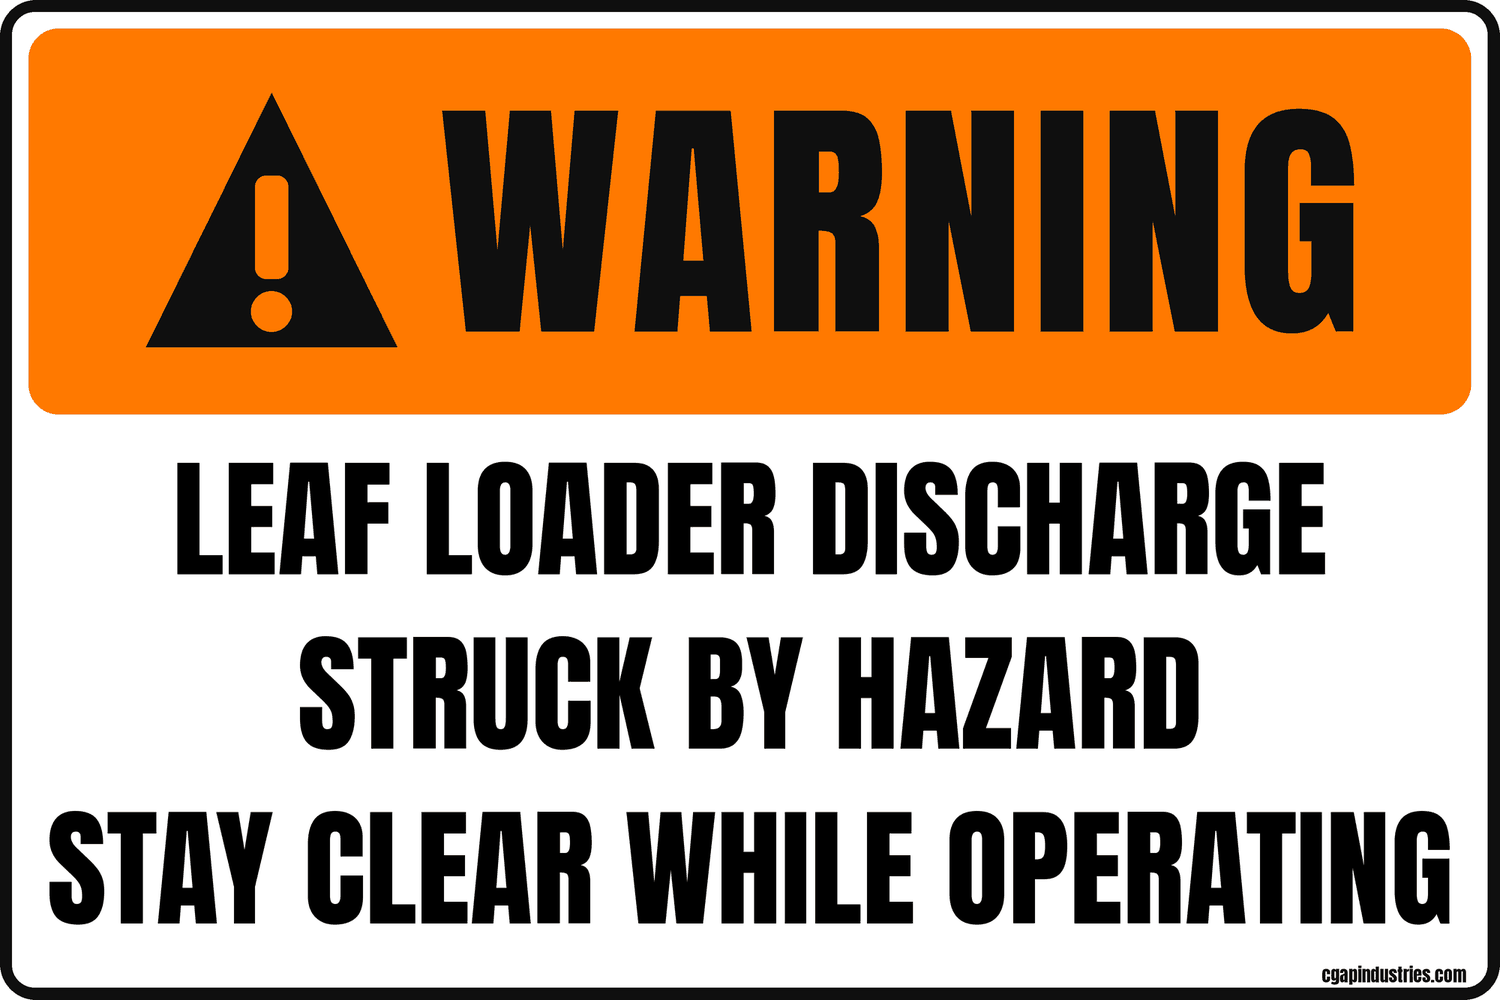 WARNING
LEAF LOADER DISCHARGE
STRUCK BY HAZARD
STAY CLEAR WHILE OPERATING
cgapindustries.com